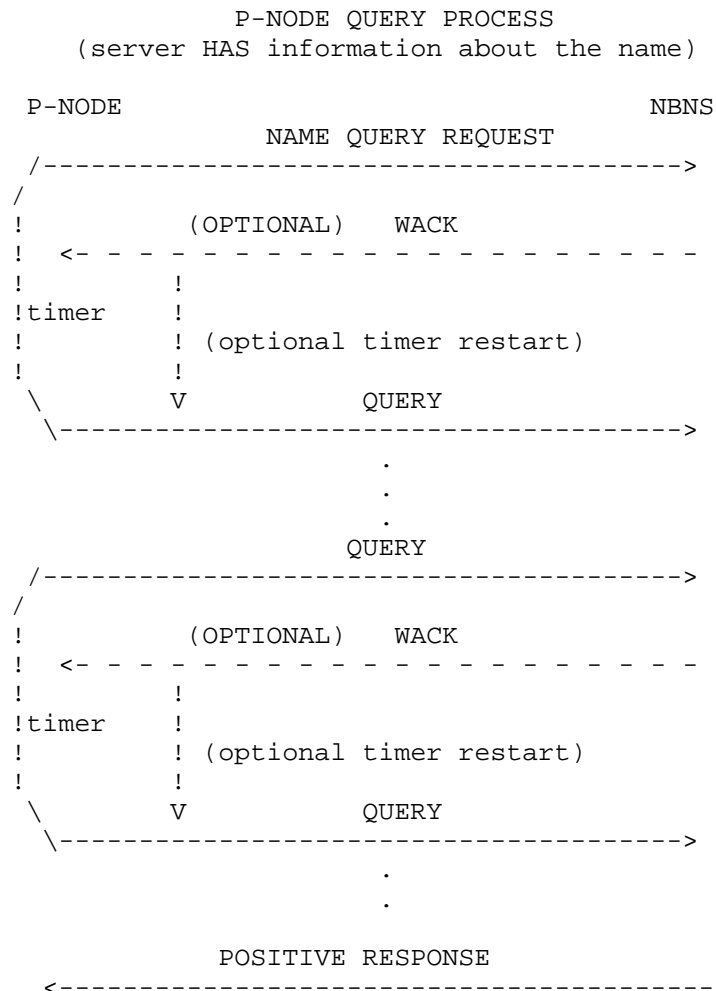 P-NODE QUERY PROCESS
(server HAS information about the name)
P-NODE NBNS
NAME QUERY REQUEST
/---------------------------------------->
/
! (OPTIONAL) WACK
! <- - - - - - - - - - - - - - - - - - - -
! !
!timer !
! ! (optional timer restart)
! !
\ V QUERY
\--------------------------------------->
.
.
.
QUERY
/---------------------------------------->
/
! (OPTIONAL) WACK
! <- - - - - - - - - - - - - - - - - - - -
! !
!timer !
! ! (optional timer restart)
! !
\ V QUERY
\--------------------------------------->
.
.
POSITIVE RESPONSE
<-----------------------------------------